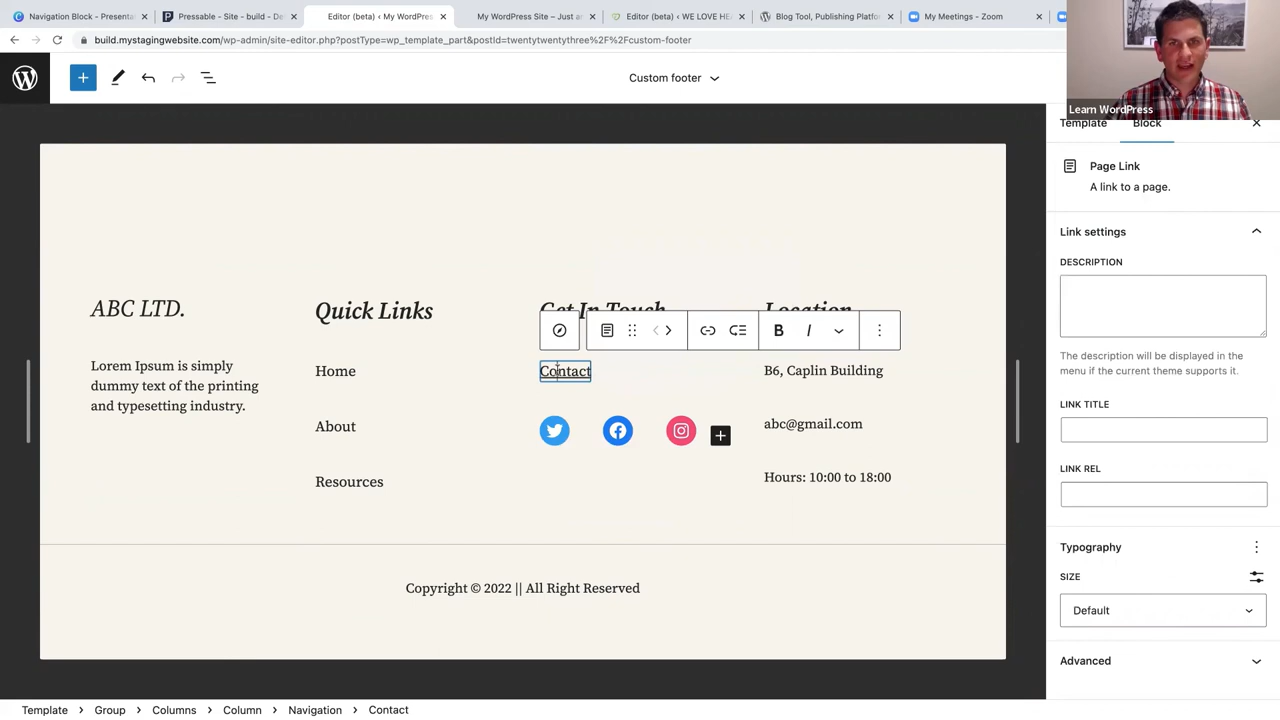 Navigation Block - Presenta
Pressable - Site - build - De
Editor (beta) ‹ My WordPres
My WordPress Site – Just a
Editor (beta) ‹ WE LOVE HE
Blog Tool, Publishing Platfo
My Meetings - Zoom
build.mystagingwebsite.com/wp-admin/site-editor.php?postType=wp_template_part&postId=twentytwentythree%2F%2Fcustom-footer
Custom footer
Learn WordPress
Template
Block
Page Link
A link to a page.
Link settings
DESCRIPTION
The description will be displayed in the
menu if the current theme supports it.
LINK TITLE
LINK REL
Typography
SIZE
Default
Advanced
ABC LTD.
Lorem Ipsum is simply
dummy text of the printing
and typesetting industry.
Quick Links
Home
About
Resources
Get In Touch
B I
Contact
Location
B6, Caplin Building
abc@gmail.com
Hours: 10:00 to 18:00
Copyright © 2022 || All Right Reserved
Template > Group > Columns > Column > Navigation > Contact